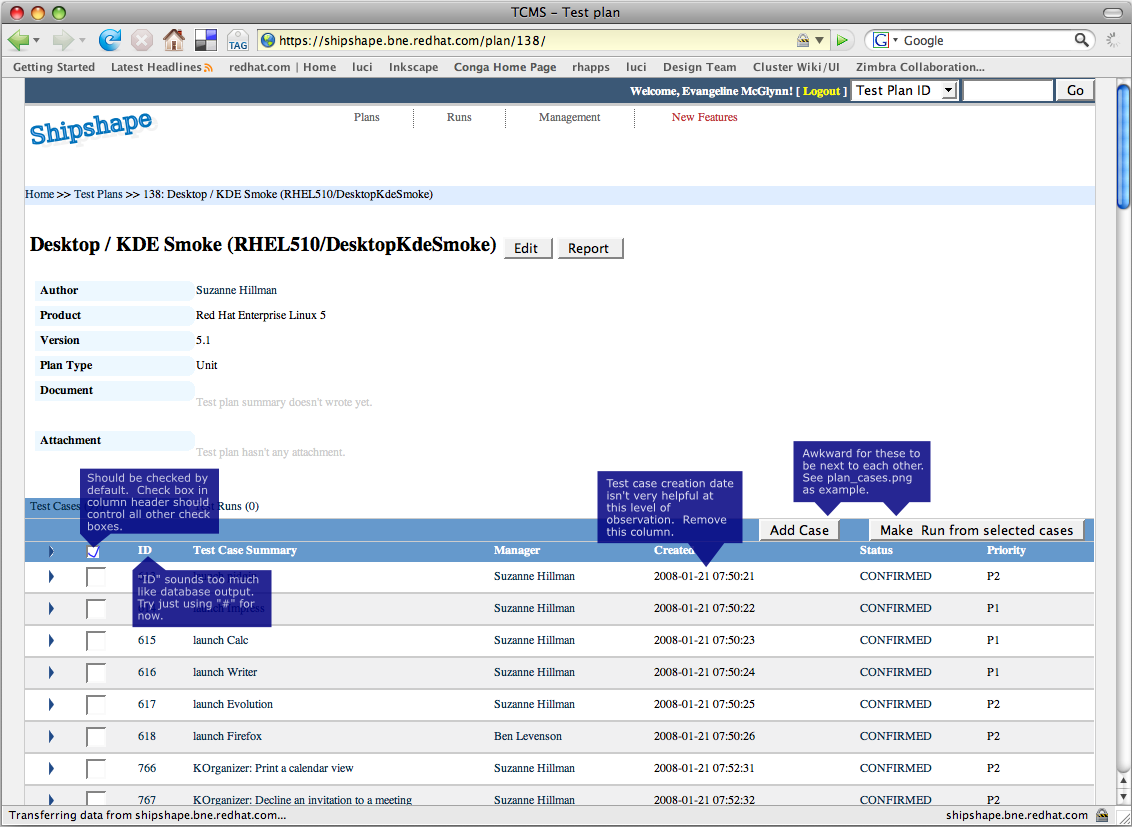 TCMS – Test plan
TAG
https://shipshape.bne.redhat.com/plan/138/
G Google
Getting Started Latest Headlines redhat.com | Home luci Inkscape Conga Home Page rhapps luci Design Team Cluster Wiki/UI Zimbra Collaboration...
Welcome, Evangeline McGlynn! [ Logout ] Test Plan ID Go
Shipshape
Plans Runs Management New Features
Home >> Test Plans >> 138: Desktop / KDE Smoke (RHEL510/DesktopKdeSmoke)
Desktop / KDE Smoke (RHEL510/DesktopKdeSmoke) Edit Report
Author Suzanne Hillman
Product Red Hat Enterprise Linux 5
Version 5.1
Plan Type Unit
Document
Test plan summary doesn't wrote yet.
Attachment
Test plan hasn't any attachment.
Should be checked by
default. Check box in
column header should
control all other check
boxes.
Test case creation date
isn't very helpful at
this level of
observation. Remove
this column.
Awkward for these to
be next to each other.
See plan_cases.png
as example.
Test Cases Runs (0)
Add Case Make Run from selected cases
ID Test Case Summary Manager Created Status Priority
"ID" sounds too much
like database output.
Try just using "#" for
now.
Suzanne Hillman 2008-01-21 07:50:21 CONFIRMED P2
launch Impress Suzanne Hillman 2008-01-21 07:50:22 CONFIRMED P1
615 launch Calc Suzanne Hillman 2008-01-21 07:50:23 CONFIRMED P1
616 launch Writer Suzanne Hillman 2008-01-21 07:50:24 CONFIRMED P1
617 launch Evolution Suzanne Hillman 2008-01-21 07:50:25 CONFIRMED P2
618 launch Firefox Ben Levenson 2008-01-21 07:50:26 CONFIRMED P2
766 KOrganizer: Print a calendar view Suzanne Hillman 2008-01-21 07:52:31 CONFIRMED P2
767 KOrganizer: Decline an invitation to a meeting Suzanne Hillman 2008-01-21 07:52:32 CONFIRMED P2
Transferring data from shipshape.bne.redhat.com... shipshape.bne.redhat.com